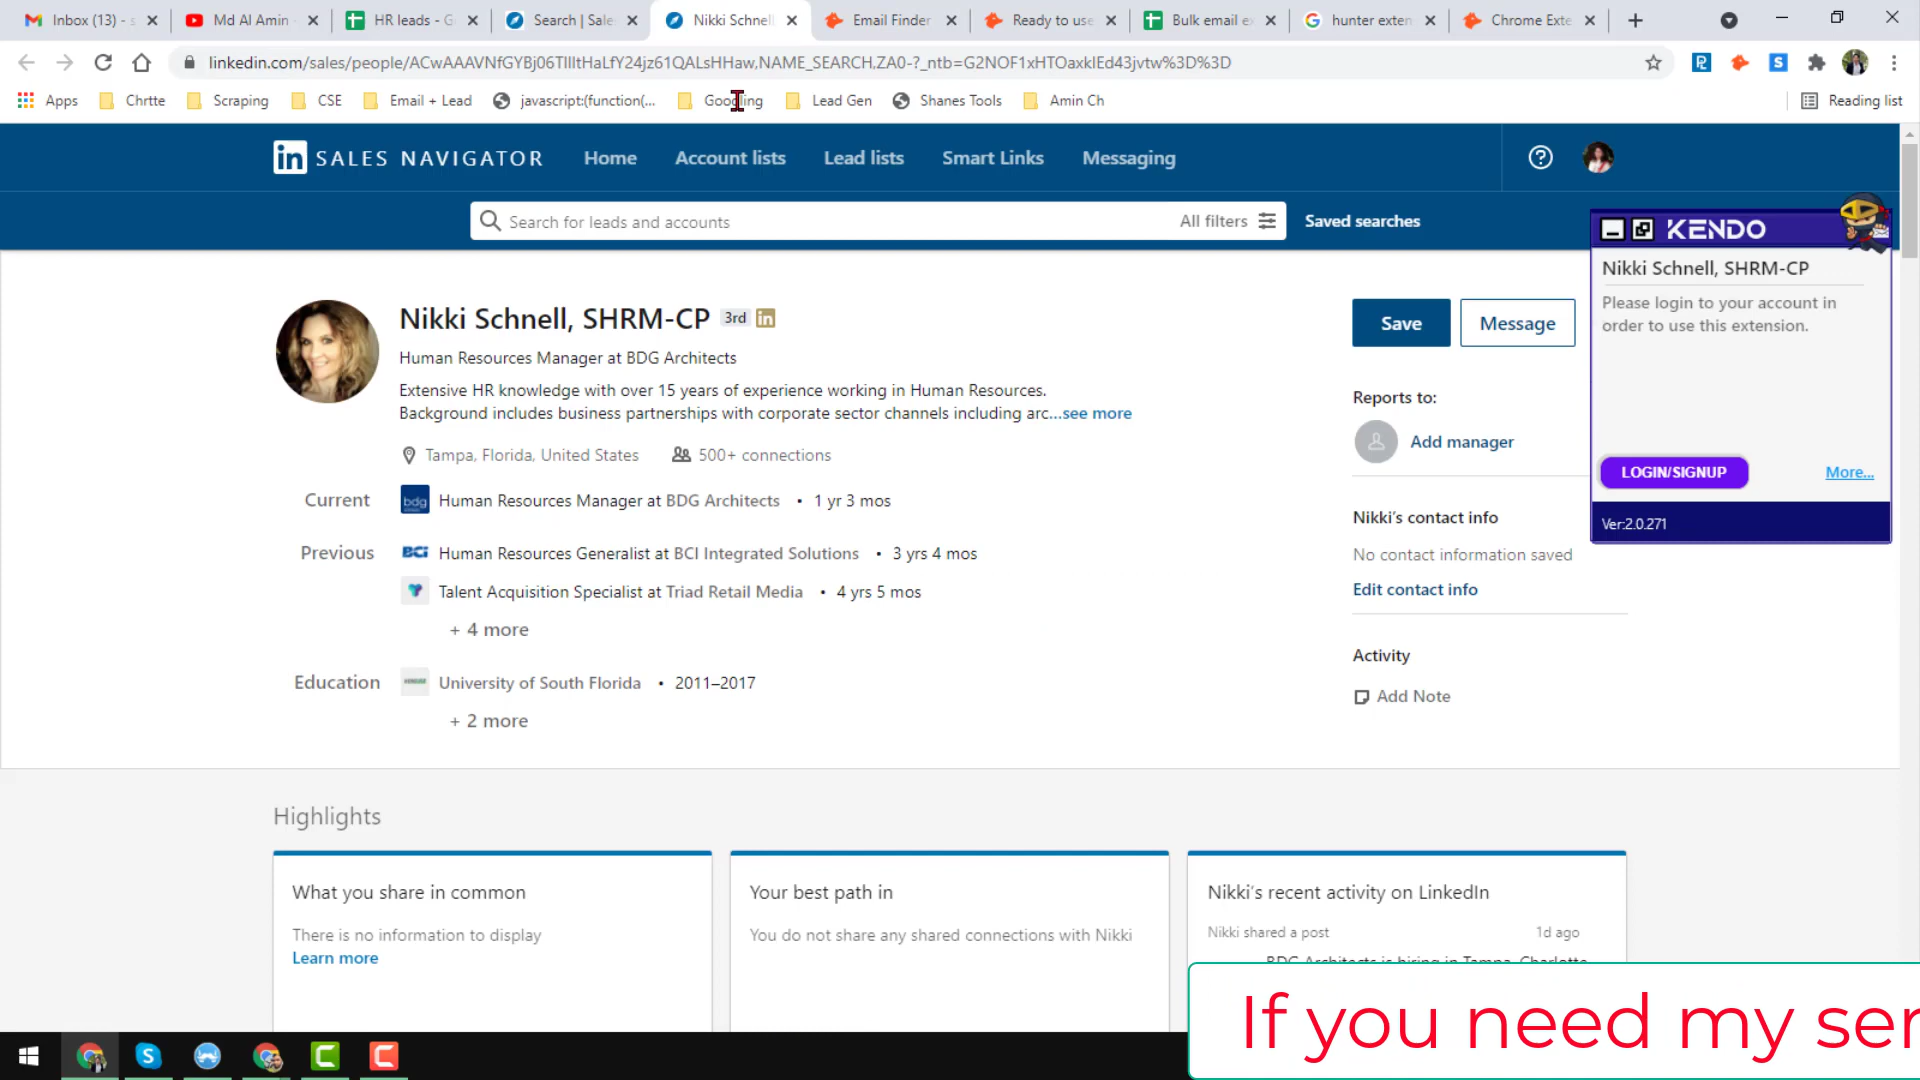 Inbox (13) - s
Md Al Amin -
HR leads - G
Search | Sale
Nikki Schnell
Email Finder
Ready to use
Bulk email e
hunter exten
Chrome Exte
linkedin.com/sales/people/
Apps
Chrtte
Scraping
CSE
Email + Lead
javascript:(function(...
Googling
Lead Gen
Shanes Tools
Amin Ch
Reading list
in SALES NAVIGATOR
Home
Account lists
Lead lists
Smart Links
Messaging
Search for leads and accounts
All filters
Saved searches
KENDO
Nikki Schnell, SHRM-CP
Please login to your account in
order to use this extension.
LOGIN/SIGNUP
More...
Ver:2.0.271
Nikki Schnell, SHRM-CP 3rd in
Human Resources Manager at BDG Architects
Extensive HR knowledge with over 15 years of experience working in Human Resources.
Background includes business partnerships with corporate sector channels including arc...see more
Tampa, Florida, United States 500+ connections
Current bdg Human Resources Manager at BDG Architects • 1 yr 3 mos
Previous BCi Human Resources Generalist at BCI Integrated Solutions • 3 yrs 4 mos
Talent Acquisition Specialist at Triad Retail Media • 4 yrs 5 mos
+ 4 more
Education University of South Florida • 2011–2017
+ 2 more
Save
Message
Reports to:
Add manager
Nikki's contact info
No contact information saved
Edit contact info
Activity
Add Note
Highlights
What you share in common
There is no information to display
Learn more
Your best path in
You do not share any shared connections with Nikki
Nikki's recent activity on LinkedIn
Nikki shared a post 1d ago
BDG Architects is hiring in Tampa, Charlotte
If you need my ser